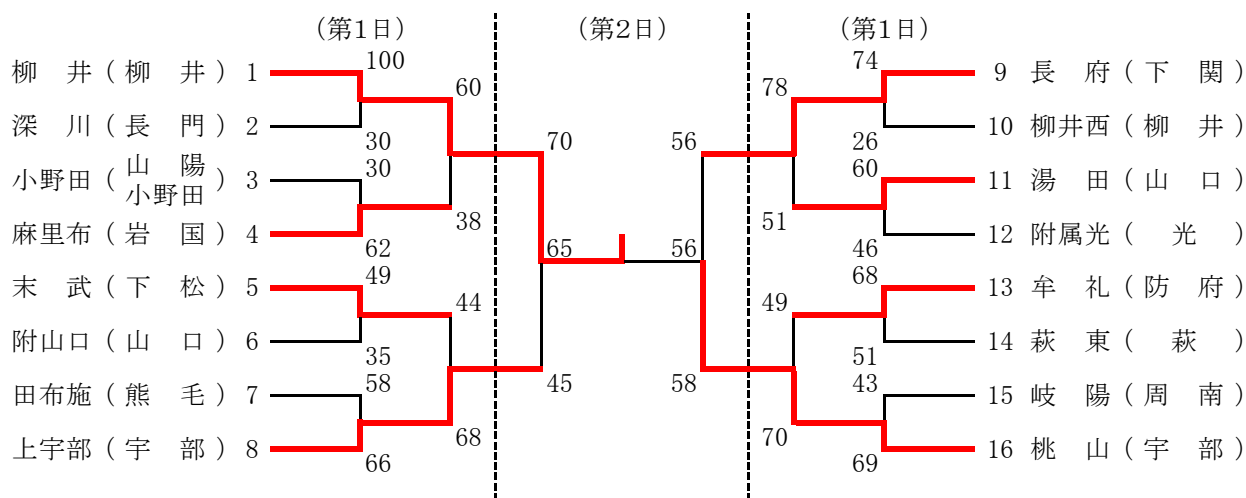 (第1日) (第2日) (第1日)
100 74
柳 井 ( 柳 井 ) 1 60 78 9 長 府 ( 下 関 )
深 川 ( 長 門 ) 2 10 柳井西 ( 柳 井 )
30 70 56 26
小野田 ( 山 陽 小野田 ) 3 30 60 11 湯 田 ( 山 口 )
38 51
麻里布 ( 岩 国 ) 4 12 附属光 ( 光 )
62 65 56 46
49 68
末 武 ( 下 松 ) 5 44 49 13 牟 礼 ( 防 府 )
附山口 ( 山 口 ) 6 14 萩 東 ( 萩 )
35 51
58 45 58 43
田布施 ( 熊 毛 ) 7 15 岐 陽 ( 周 南 )
68 70
上宇部 ( 宇 部 ) 8 16 桃 山 ( 宇 部 )
66 69